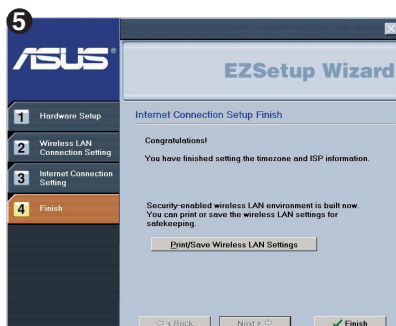 5
ASUS®
EZSetup Wizard
1 Hardware Setup
2 Wireless LAN
Connection Setting
3 Internet Connection
Setting
4 Finish
Internet Connection Setup Finish
Congratulations!
You have finished setting the timezone and ISP information.
Security-enabled wireless LAN environment is built now.
You can print or save the wireless LAN settings for
safekeeping.
Print/Save Wireless LAN Settings
< Back
Next >
Finish